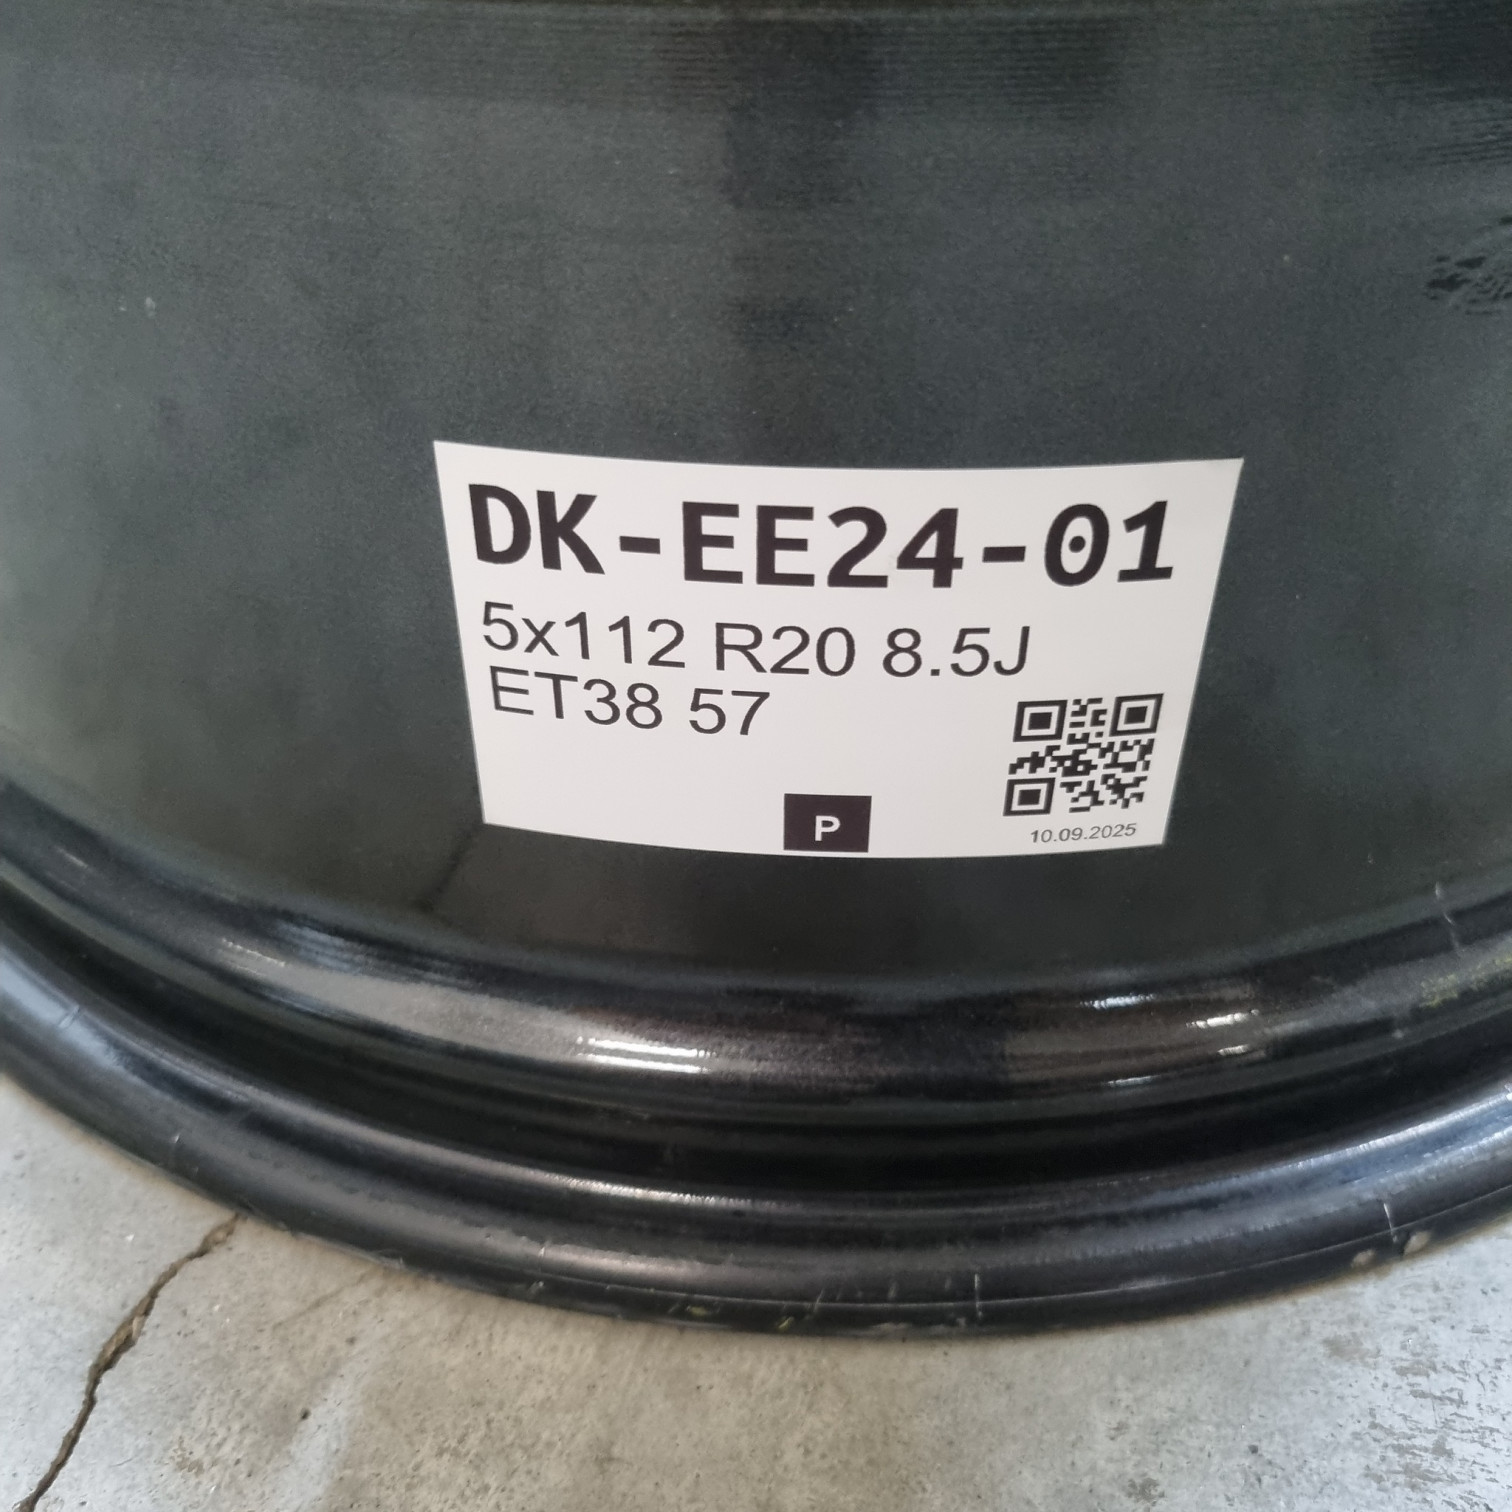 DK-EE24-01
5x112 R20 8.5J
ET38 57
P
10.09.2025